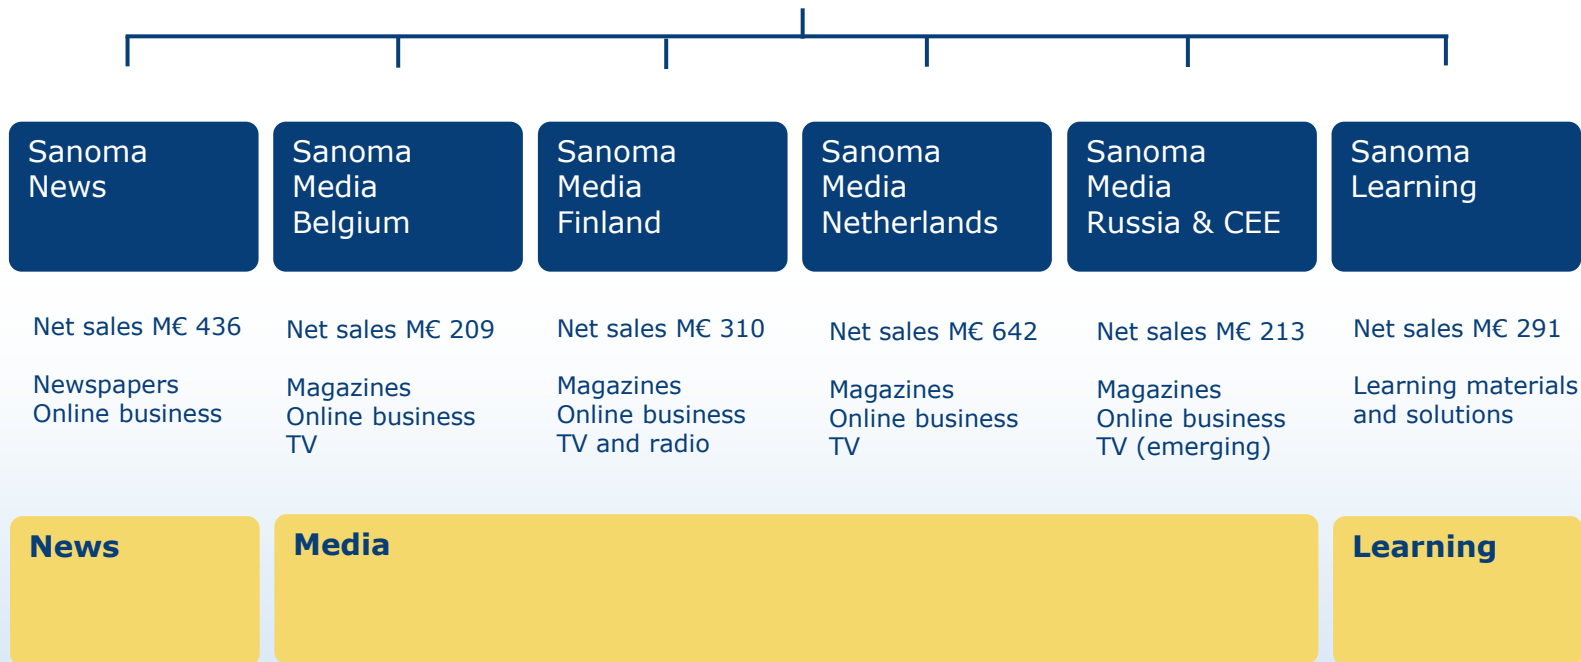 Sanoma
News
Sanoma
Media
Belgium
Sanoma
Media
Finland
Sanoma
Media
Netherlands
Sanoma
Media
Russia & CEE
Sanoma
Learning
Net sales M€ 436
Newspapers
Online business
Net sales M€ 209
Magazines
Online business
TV
Net sales M€ 310
Magazines
Online business
TV and radio
Net sales M€ 642
Magazines
Online business
TV
Net sales M€ 213
Magazines
Online business
TV (emerging)
Net sales M€ 291
Learning materials
and solutions
News
Media
Learning